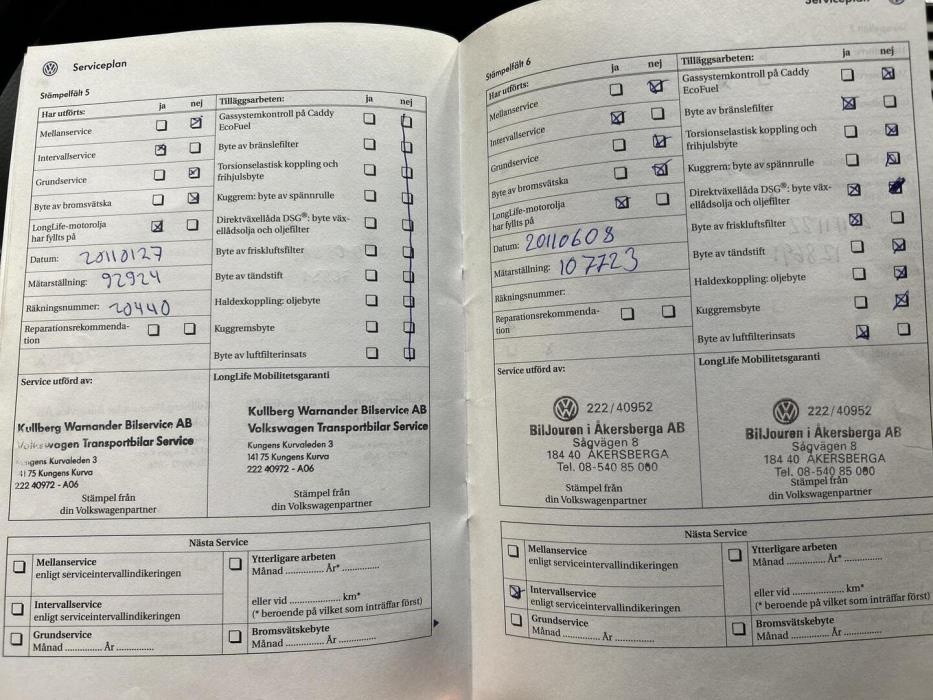 Serviceplan
Stämpelfält 5
Har utförts: ja nej
Mellanservice
Intervallservice
Grundservice
Byte av bromsvätska
LongLife-motorolja
har fyllts på
Datum: 20110127
Mätarställning: 92924
Räkningsnummer: 20440
Reparationsrekommenda-
tion
Tilläggsarbeten: ja nej
Gassystemkontroll på Caddy
EcoFuel
Byte av bränslefilter
Torsionselastisk koppling och
frihjulsbyte
Kuggrem: byte av spännrulle
Direktväxellåda DSG®: byte väx-
ellådsolja och oljefilter
Byte av friskluftsfilter
Byte av tändstift
Haldexkoppling: oljebyte
Kuggremsbyte
Byte av luftfilterinsats
Service utförd av:
Kullberg Warnander Bilservice AB
Volkswagen Transportbilar Service
ngens Kurvaleden 3
41 75 Kungens Kurva
222 40972 - A06
Stämpel från
din Volkswagenpartner
LongLife Mobilitetsgaranti
Kullberg Warnander Bilservice AB
Volkswagen Transportbilar Service
Kungens Kurvaleden 3
141 75 Kungens Kurva
222 40972 - A06
Stämpel från
din Volkswagenpartner
Nästa Service
Mellanservice
enligt serviceintervallindikeringen
Intervallservice
enligt serviceintervallindikeringen
Grundservice
Månad ............. År .............
Ytterligare arbeten
Månad ............. År* .............
eller vid .................... km*
(* beroende på vilket som inträffar först)
Bromsvätskebyte
Månad ............. År .............
Serviceplan
Stämpelfält 6
Har utförts: ja nej
Mellanservice
Intervallservice
Grundservice
Byte av bromsvätska
LongLife-motorolja
har fyllts på
Datum: 20110608
Mätarställning: 107723
Räkningsnummer:
Reparationsrekommenda-
tion
Tilläggsarbeten: ja nej
Gassystemkontroll på Caddy
EcoFuel
Byte av bränslefilter
Torsionselastisk koppling och
frihjulsbyte
Kuggrem: byte av spännrulle
Direktväxellåda DSG®: byte väx-
ellådsolja och oljefilter
Byte av friskluftsfilter
Byte av tändstift
Haldexkoppling: oljebyte
Kuggremsbyte
Byte av luftfilterinsats
Service utförd av:
222/40952
BilJouren i Åkersberga AB
Sågvägen 8
184 40 ÅKERSBERGA
Tel. 08-540 85 060
Stämpel från
din Volkswagenpartner
LongLife Mobilitetsgaranti
222/40952
BilJouren i Åkersberga AB
Sågvägen 8
184 40 ÅKERSBERGA
Tel. 08-540 85 060
Stämpel från
din Volkswagenpartner
Nästa Service
Mellanservice
enligt serviceintervallindikeringen
Intervallservice
enligt serviceintervallindikeringen
Grundservice
Månad ............. År .............
Ytterligare arbeten
Månad ............. År* .............
eller vid .................... km*
(* beroende på vilket som inträffar först)
Bromsvätskebyte
Månad ............. År .............